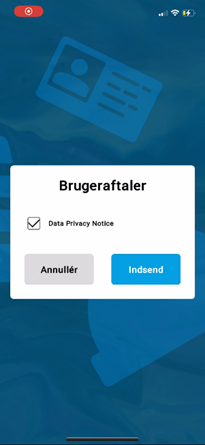 Brugeraftaler
Data Privacy Notice
Annullér
Indsend